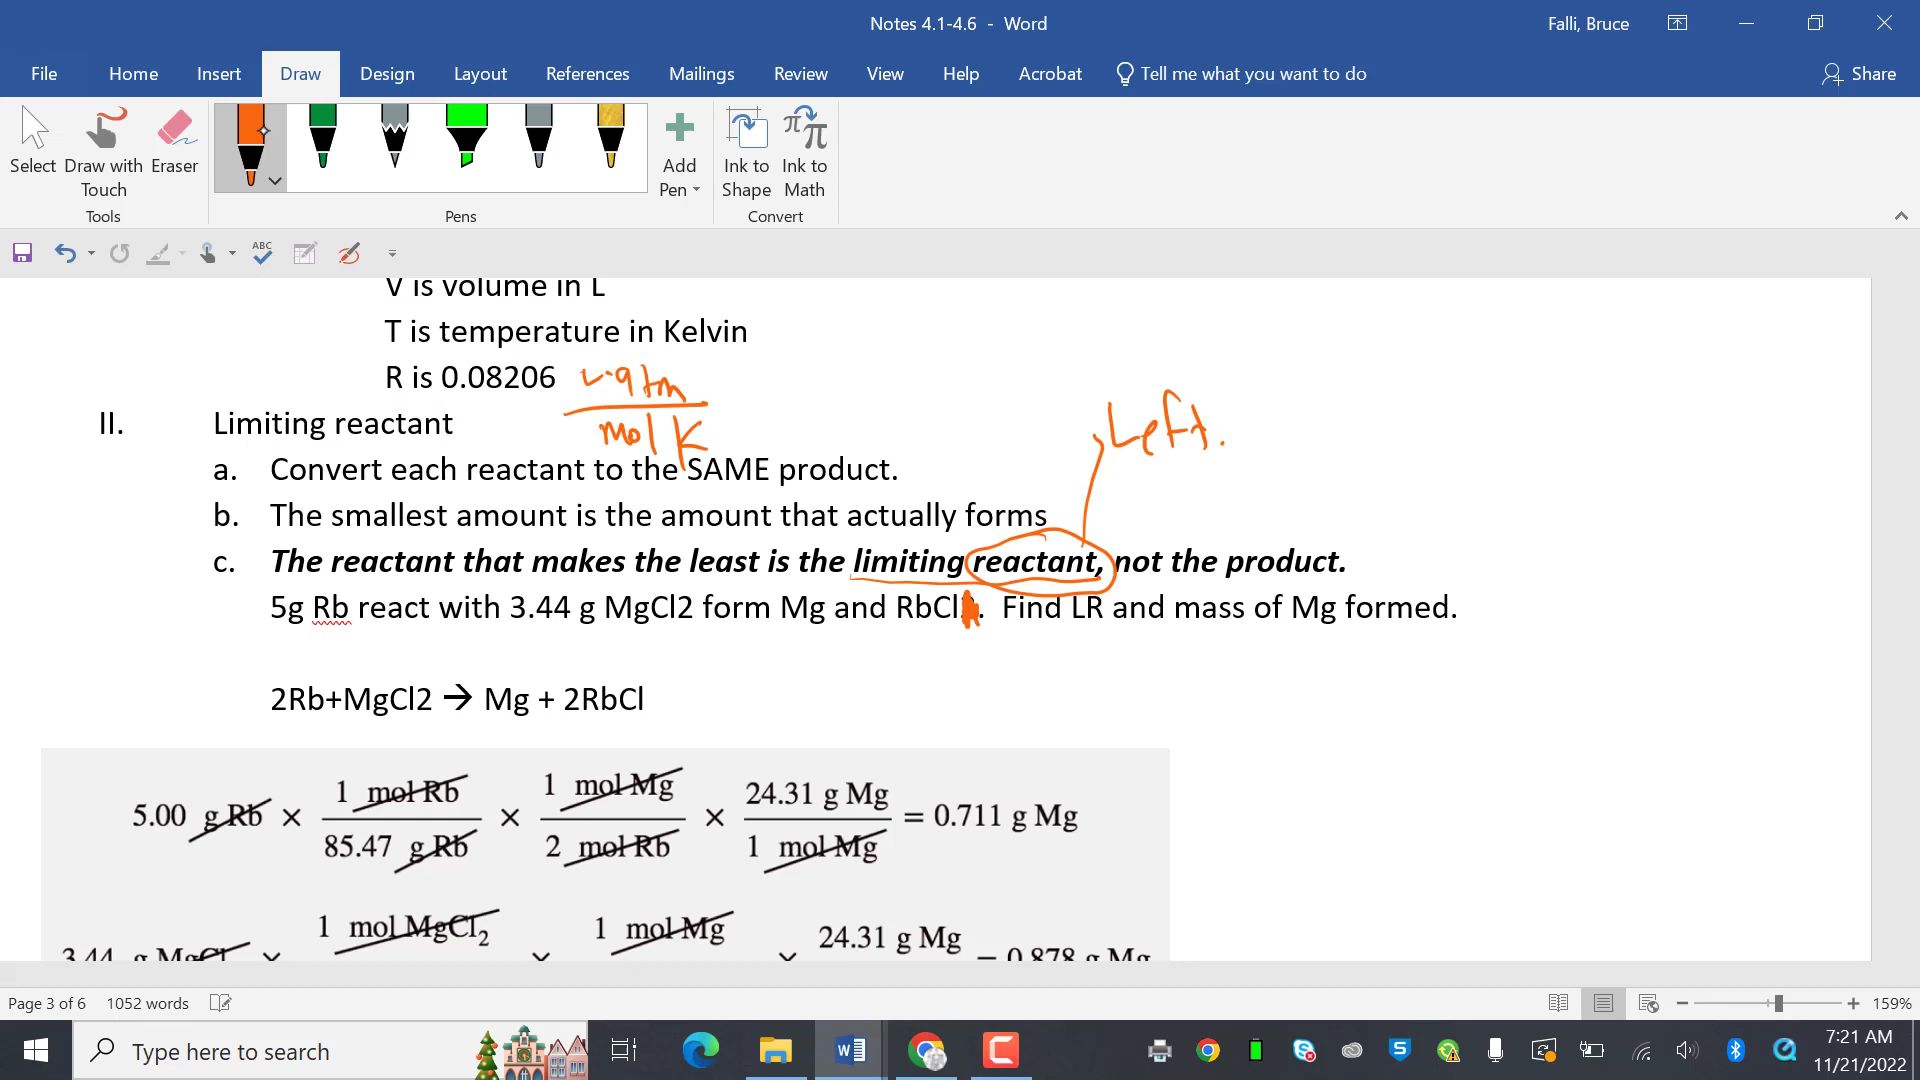 Notes 4.1-4.6 - Word
Falli, Bruce
File Home Insert Draw Design Layout References Mailings Review View Help Acrobat Tell me what you want to do Share
Select Draw with Touch Eraser Add Pen Ink to Shape Ink to Math
Tools Pens Convert
ABC
V is volume in L
T is temperature in Kelvin
R is 0.08206 L·atm
mol K
Left.
II. Limiting reactant
a. Convert each reactant to the SAME product.
b. The smallest amount is the amount that actually forms
c. The reactant that makes the least is the limiting reactant, not the product.
5g Rb react with 3.44 g MgCl2 form Mg and RbCl. Find LR and mass of Mg formed.
2Rb+MgCl2 → Mg + 2RbCl
1 mol Rb 1 mol Mg 24.31 g Mg
5.00 g Rb × × × = 0.711 g Mg
85.47 g Rb 2 mol Rb 1 mol Mg
1 mol MgCl2 1 mol Mg 24.31 g Mg
3.44 g MgCl × × × = 0.878 g Mg
Page 3 of 6 1052 words 159%
Type here to search
7:21 AM
11/21/2022